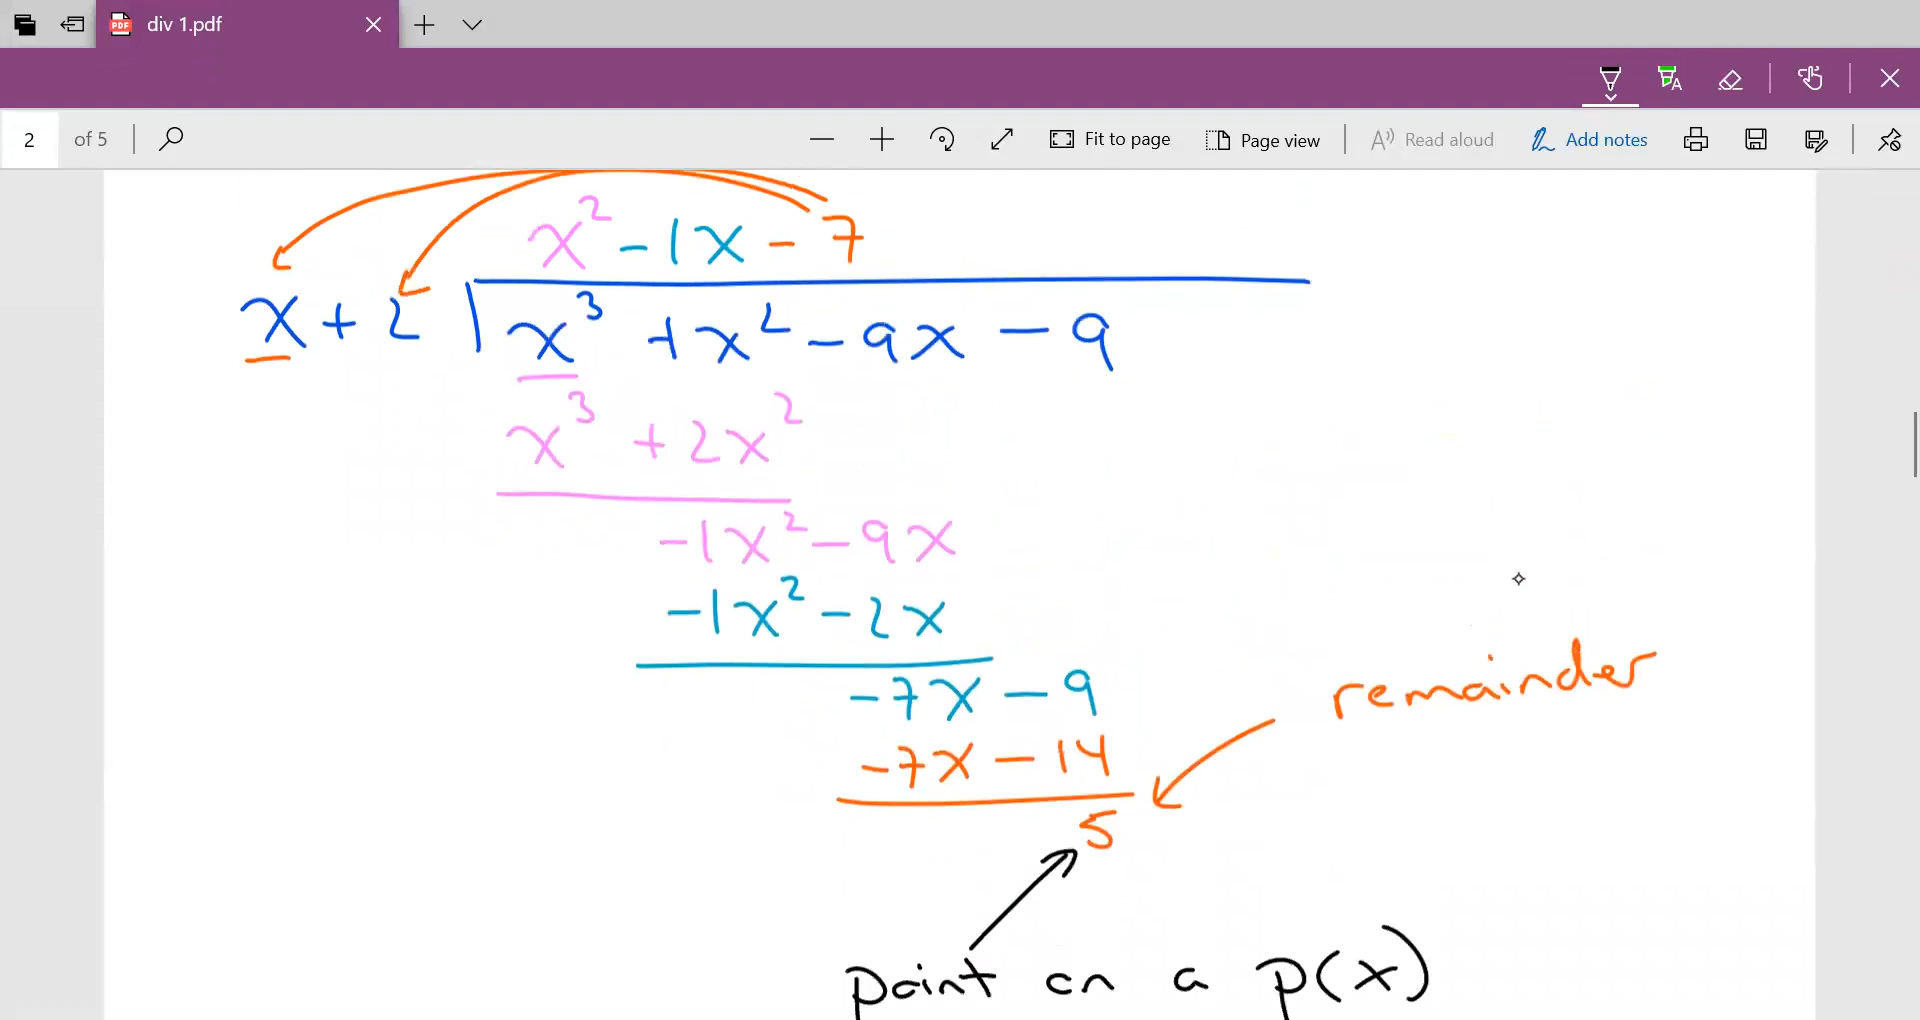 div 1.pdf
2 of 5 Fit to page Page view Read aloud Add notes
x² - 1x - 7
x + 2 x³ + x² - 9x - 9
x³ + 2x²
-1x² - 9x
-1x² - 2x
-7x - 9
remainder
-7x - 14
5
point on a p(x)